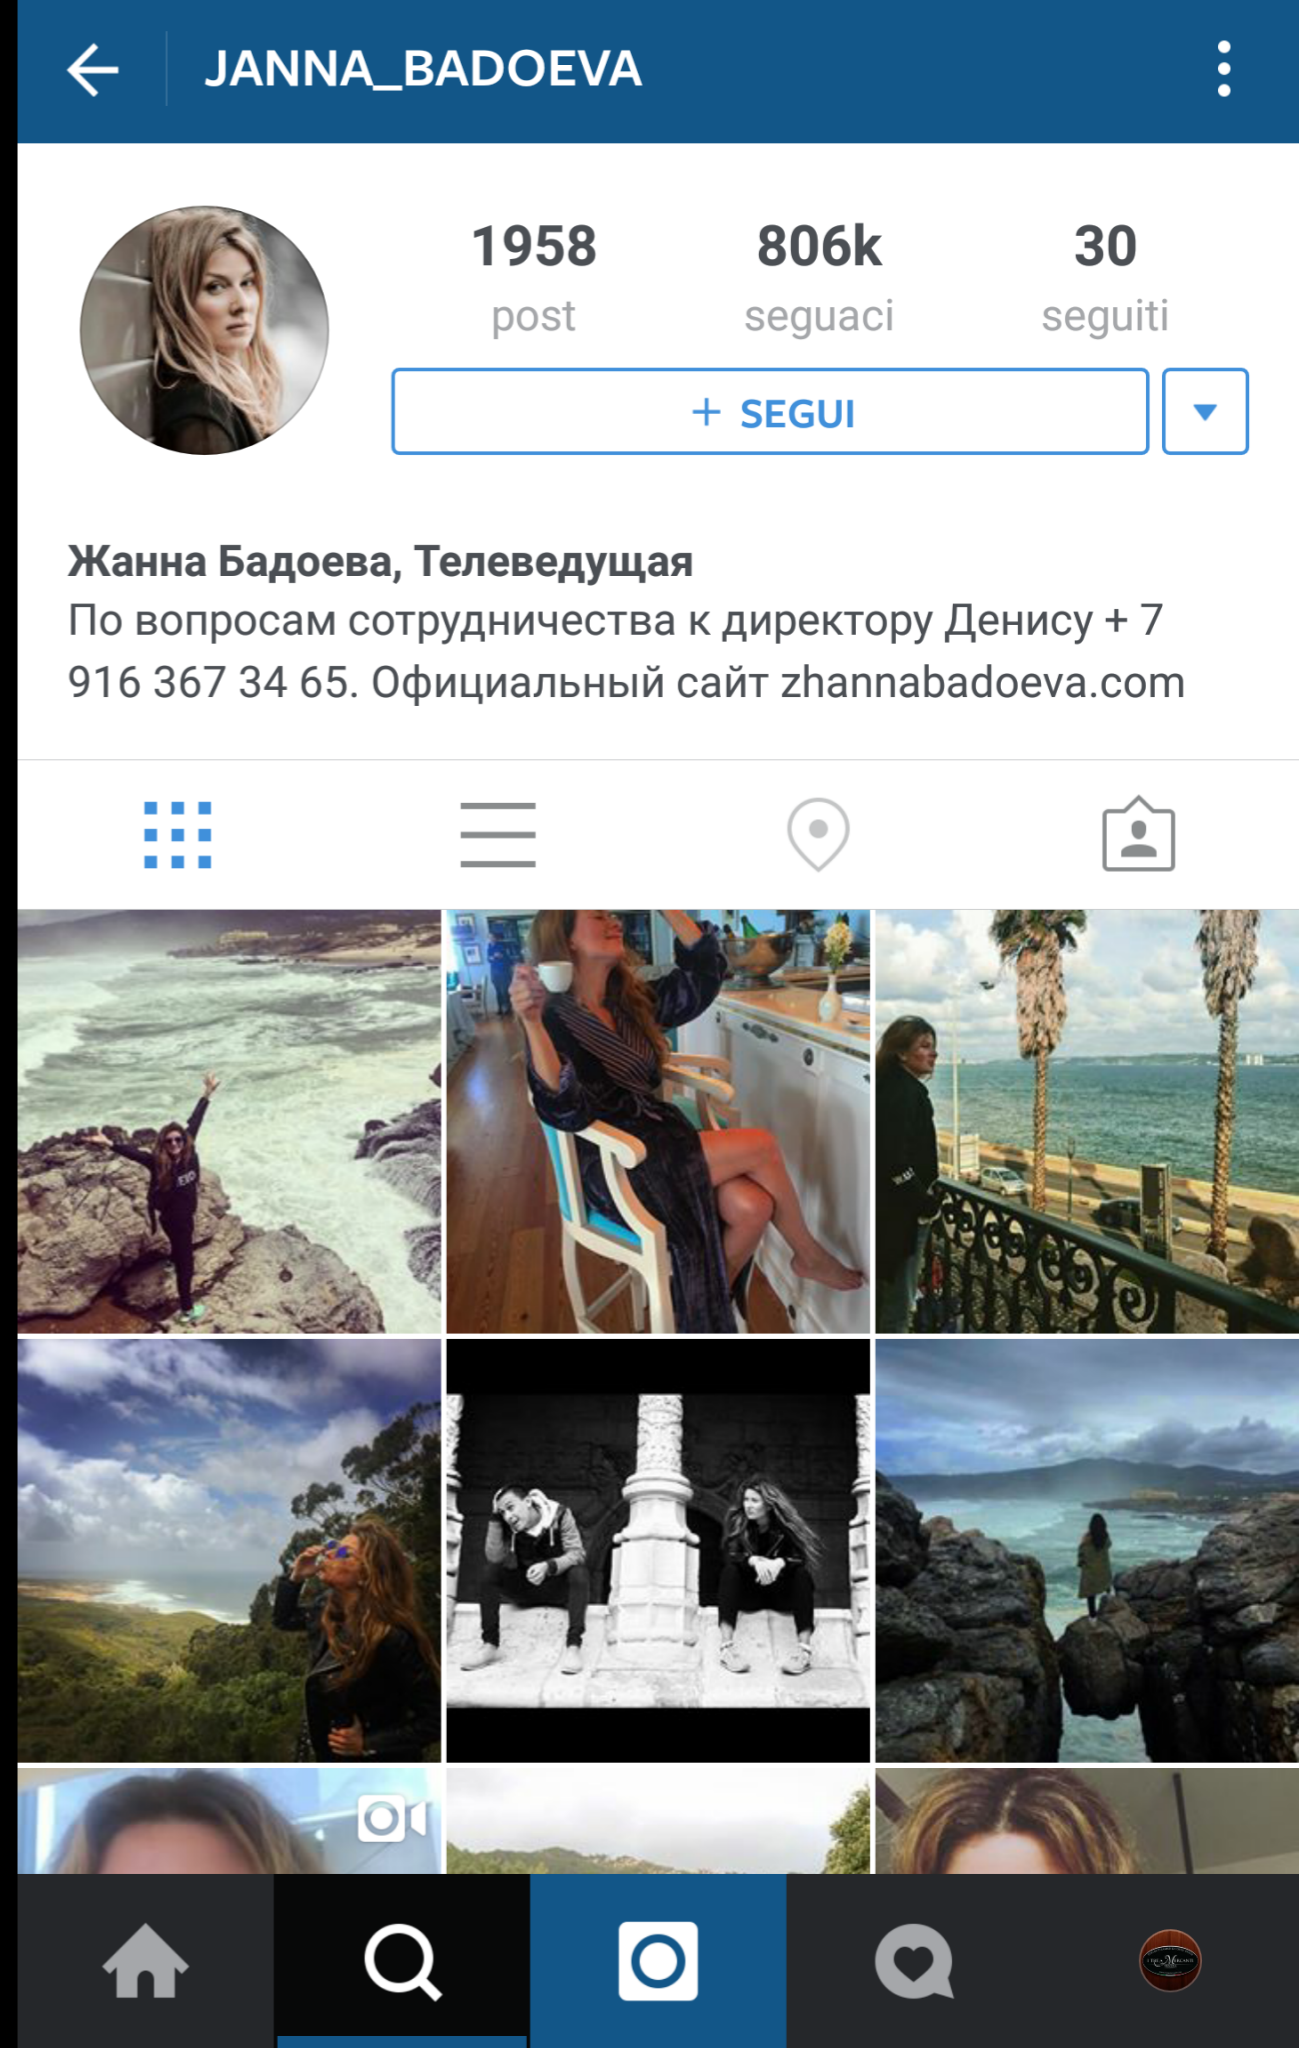 JANNA_BADOEVA
1958 806k 30
post seguaci seguiti
+ SEGUI
Жанна Бадоева, Телеведущая
По вопросам сотрудничества к директору Денису + 7
916 367 34 65. Официальный сайт zhannabadoeva.com